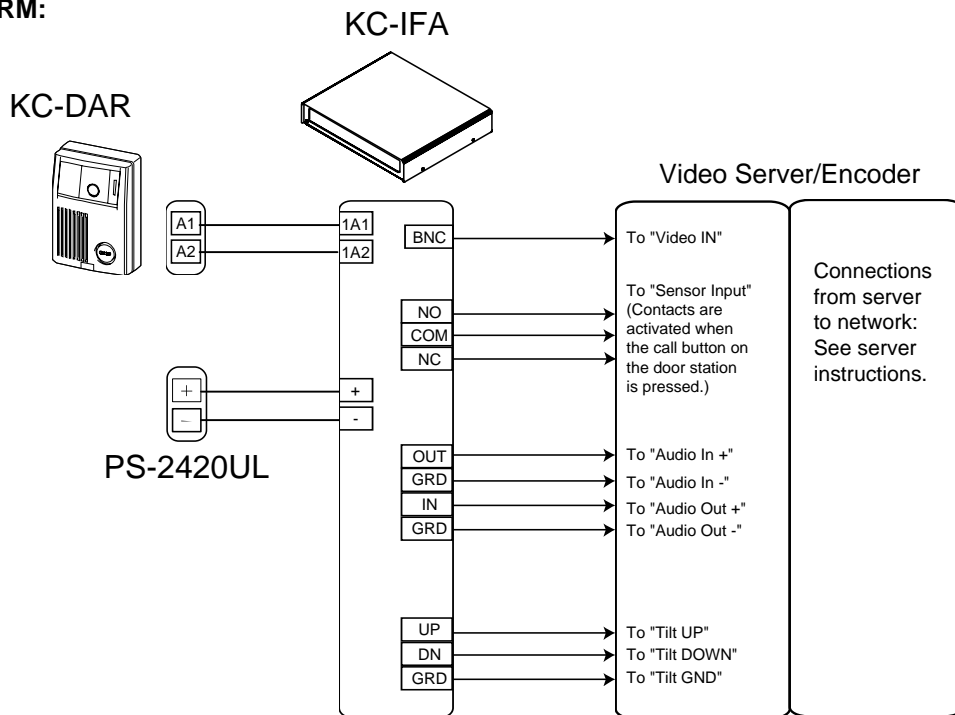 RM:
KC-IFA
KC-DAR
Video Server/Encoder
A1
A2
1A1
1A2
BNC
To "Video IN"
NO
COM
NC
To "Sensor Input"
(Contacts are
activated when
the call button on
the door station
is pressed.)
Connections
from server
to network:
See server
instructions.
+
-
+
-
PS-2420UL
OUT
GRD
IN
GRD
To "Audio In +"
To "Audio In -"
To "Audio Out +"
To "Audio Out -"
UP
DN
GRD
To "Tilt UP"
To "Tilt DOWN"
To "Tilt GND"